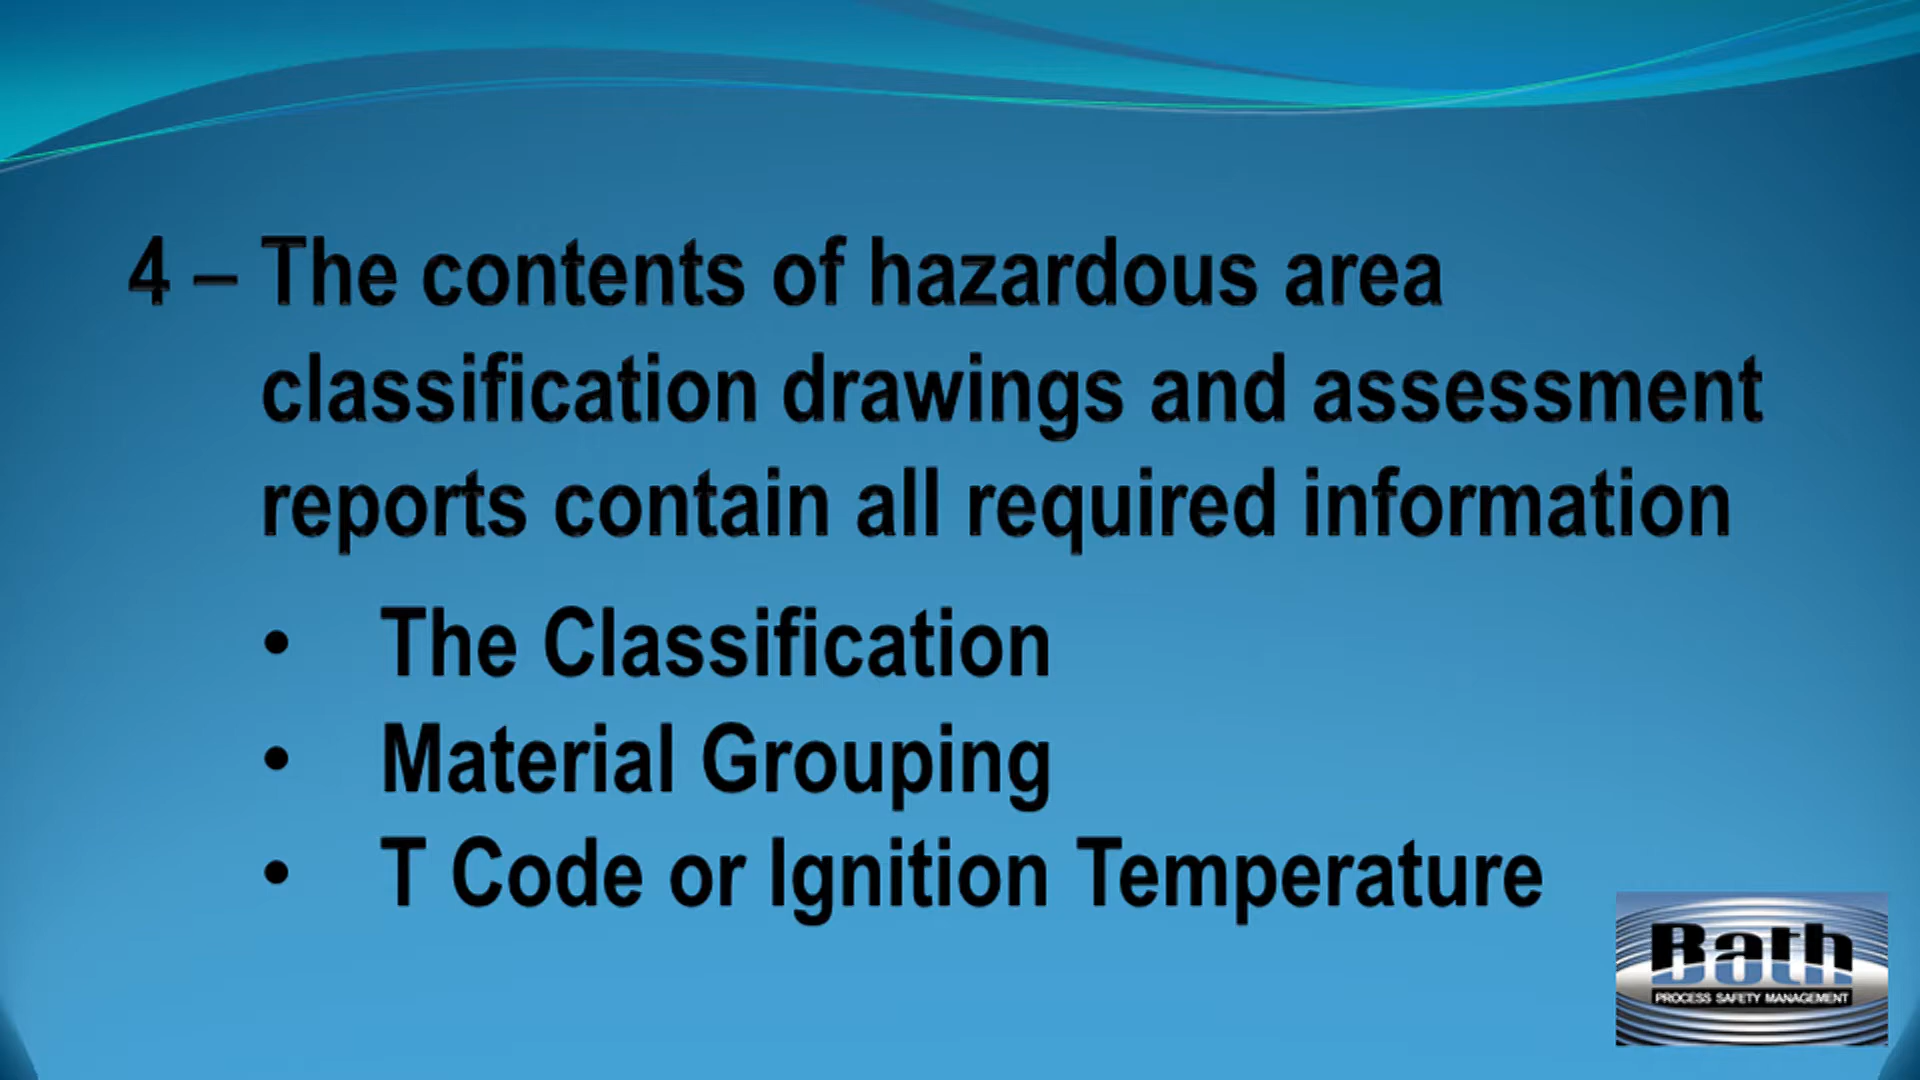 4 – The contents of hazardous area
classification drawings and assessment
reports contain all required information
• The Classification
• Material Grouping
• T Code or Ignition Temperature
Bath
PROCESS SAFETY MANAGEMENT